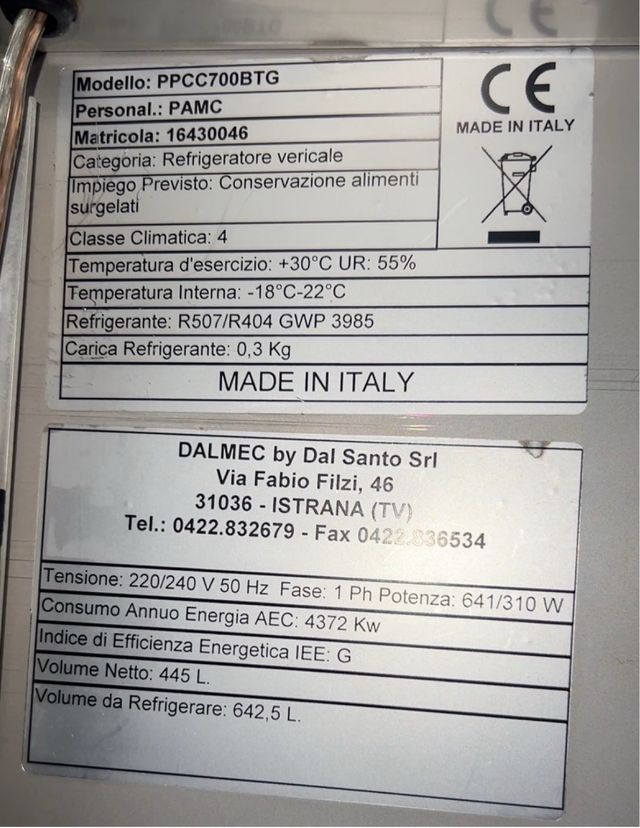 Modello: PPCC700BTG
Personal.: PAMC
Matricola: 16430046
Categoria: Refrigeratore vericale
Impiego Previsto: Conservazione alimenti
surgelati
Classe Climatica: 4
CE
MADE IN ITALY
Temperatura d'esercizio: +30°C UR: 55%
Temperatura Interna: -18°C-22°C
Refrigerante: R507/R404 GWP 3985
Carica Refrigerante: 0,3 Kg
MADE IN ITALY
DALMEC by Dal Santo Srl
Via Fabio Filzi, 46
31036 - ISTRANA (TV)
Tel.: 0422.832679 - Fax 0422.836534
Tensione: 220/240 V 50 Hz Fase: 1 Ph Potenza: 641/310 W
Consumo Annuo Energia AEC: 4372 Kw
Indice di Efficienza Energetica IEE: G
Volume Netto: 445 L.
Volume da Refrigerare: 642,5 L.